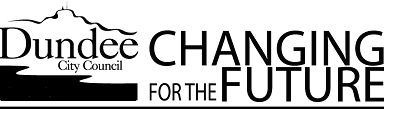 Dundee
City Council
CHANGING
FOR THE FUTURE